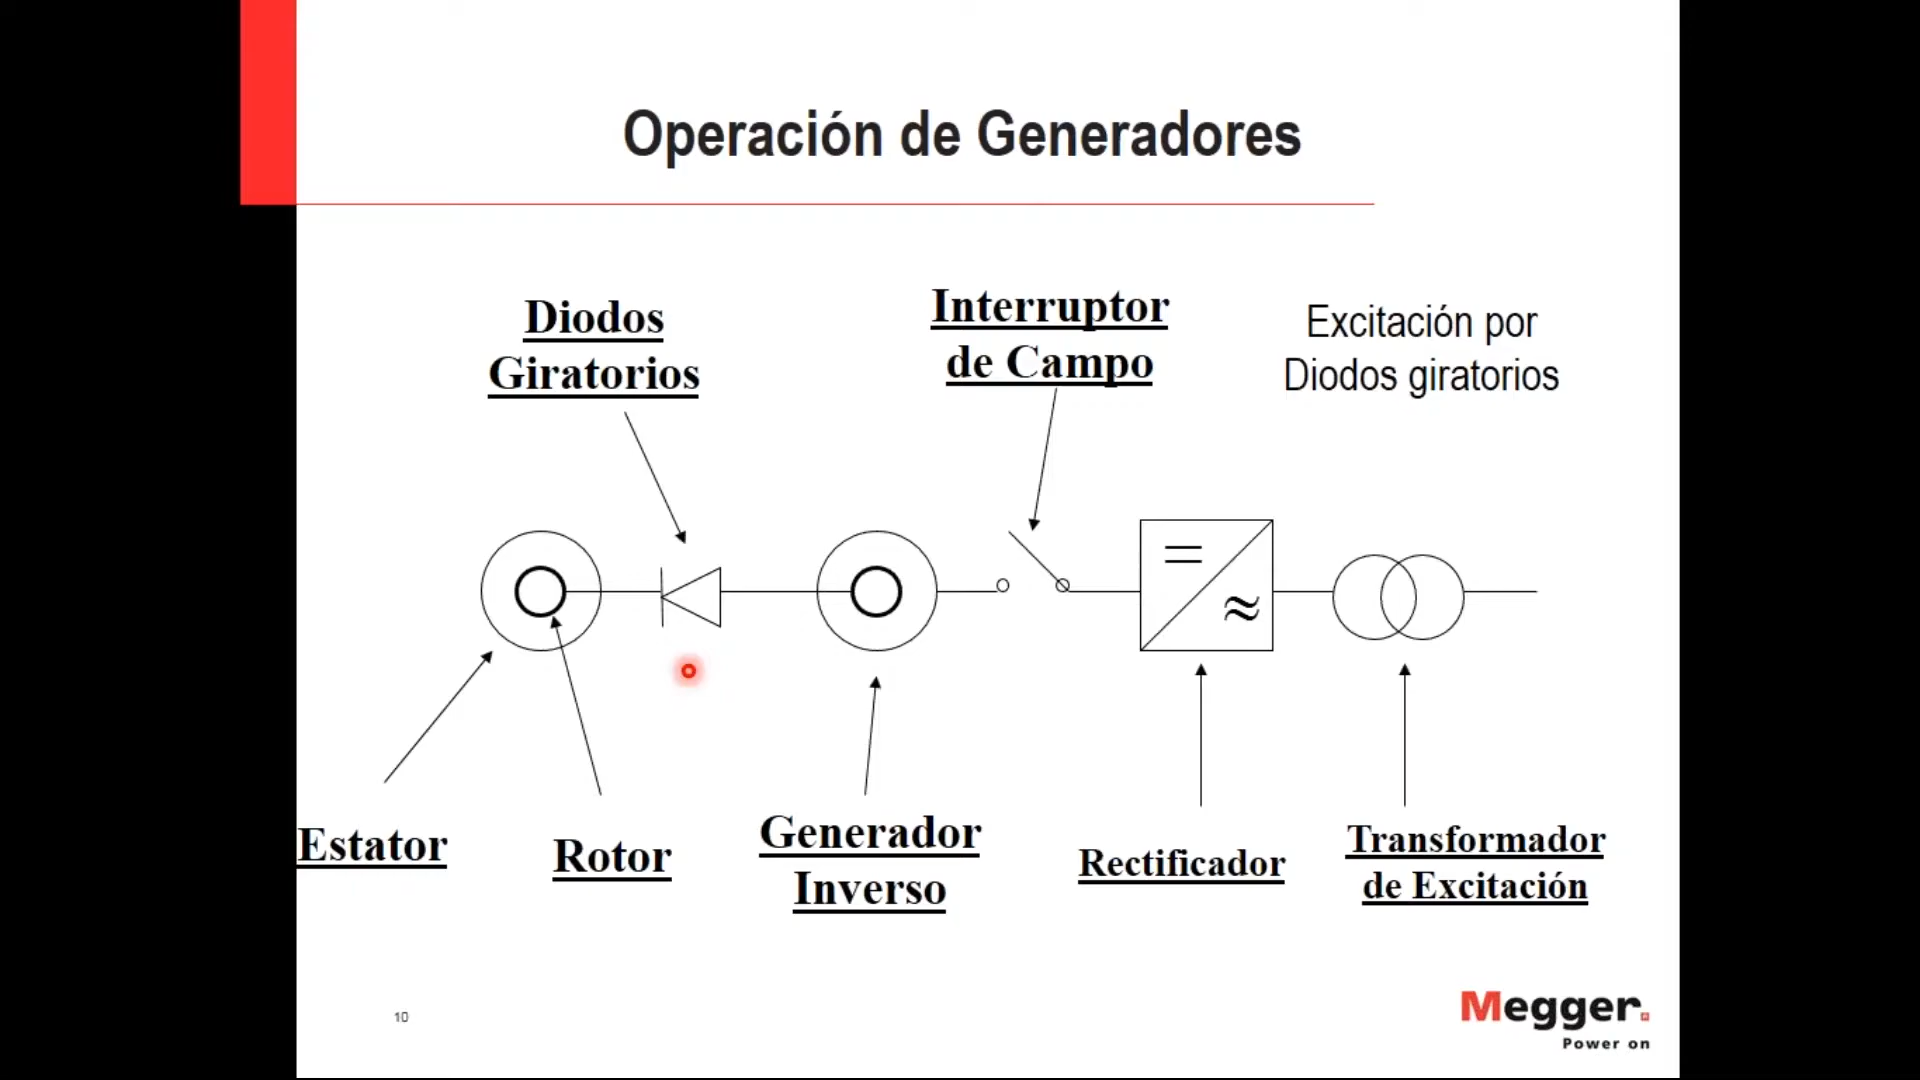 Operación de Generadores
Diodos
Giratorios
Interruptor
de Campo
Excitación por
Diodos giratorios
Estator
Rotor
Generador
Inverso
Rectificador
Transformador
de Excitación
10
Megger.
Power on